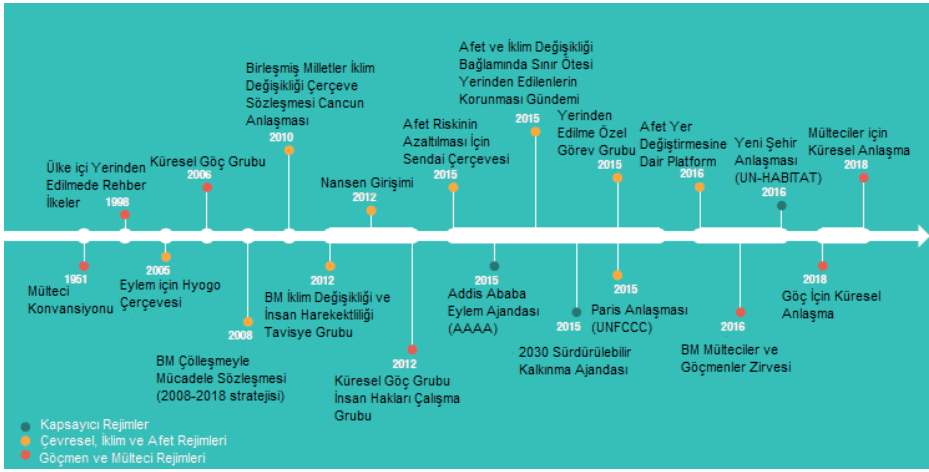 Birleşmiş Milletler İklim
Değişikliği Çerçeve
Sözleşmesi Cancun
Anlaşması
2010
Afet ve İklim Değişikliği
Bağlamında Sınır Ötesi
Yerinden Edilenlerin
Korunması Gündemi
2015
Ülke içi Yerinden
Edilmede Rehber
İlkeler
1998
Küresel Göç Grubu
2006
Nansen Girişimi
2012
Afet Riskinin
Azaltılması İçin
Sendai Çerçevesi
2015
Yerinden
Edilme Özel
Görev Grubu
2015
Afet Yer
Değiştirmesine
Dair Platform
2016
Yeni Şehir
Anlaşması
(UN-HABITAT)
2016
Mülteciler için
Küresel Anlaşma
2018
1951
Mülteci
Konvansiyonu
2005
Eylem için Hyogo
Çerçevesi
2008
BM Çölleşmeyle
Mücadele Sözleşmesi
(2008-2018 stratejisi)
2012
BM İklim Değişikliği ve
İnsan Harekektliliği
Tavisye Grubu
2012
Küresel Göç Grubu
İnsan Hakları Çalışma
Grubu
2015
Addis Ababa
Eylem Ajandası
(AAAA)
2015
2030 Sürdürülebilir
Kalkınma Ajandası
2015
Paris Anlaşması
(UNFCCC)
2016
BM Mülteciler ve
Göçmenler Zirvesi
2018
Göç İçin Küresel
Anlaşma
Kapsayıcı Rejimler
Çevresel, İklim ve Afet Rejimleri
Göçmen ve Mülteci Rejimleri